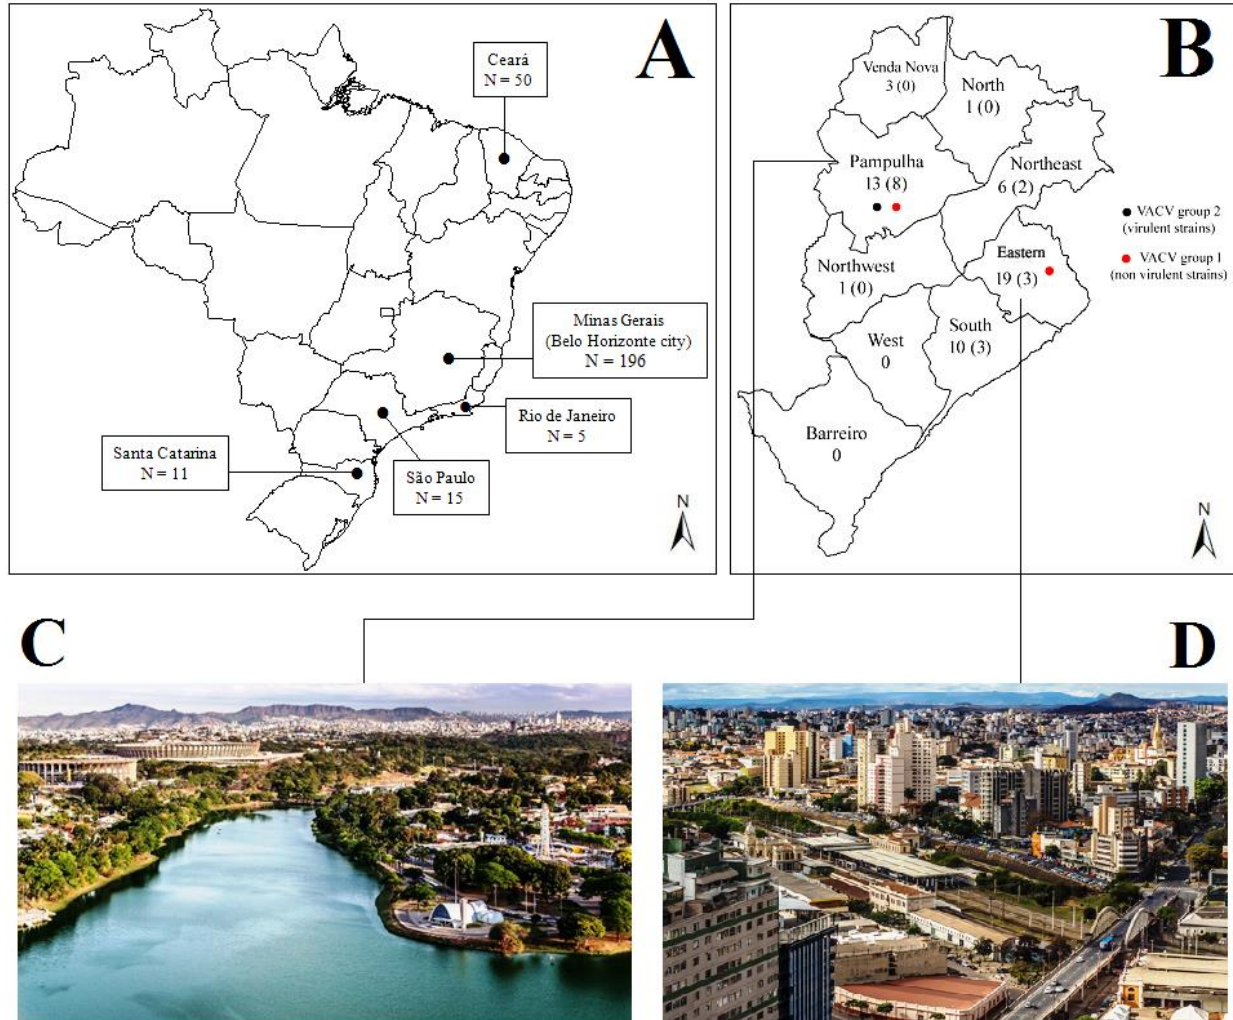 A
Ceará
N = 50
Minas Gerais
(Belo Horizonte city)
N = 196
Rio de Janeiro
N = 5
São Paulo
N = 15
Santa Catarina
N = 11
N
B
Venda Nova
3 (0)
North
1 (0)
Pampulha
13 (8)
Northeast
6 (2)
Northwest
1 (0)
Eastern
19 (3)
West
0
South
10 (3)
Barreiro
0
VACV group 2
(virulent strains)
VACV group 1
(non virulent strains)
N
C
D